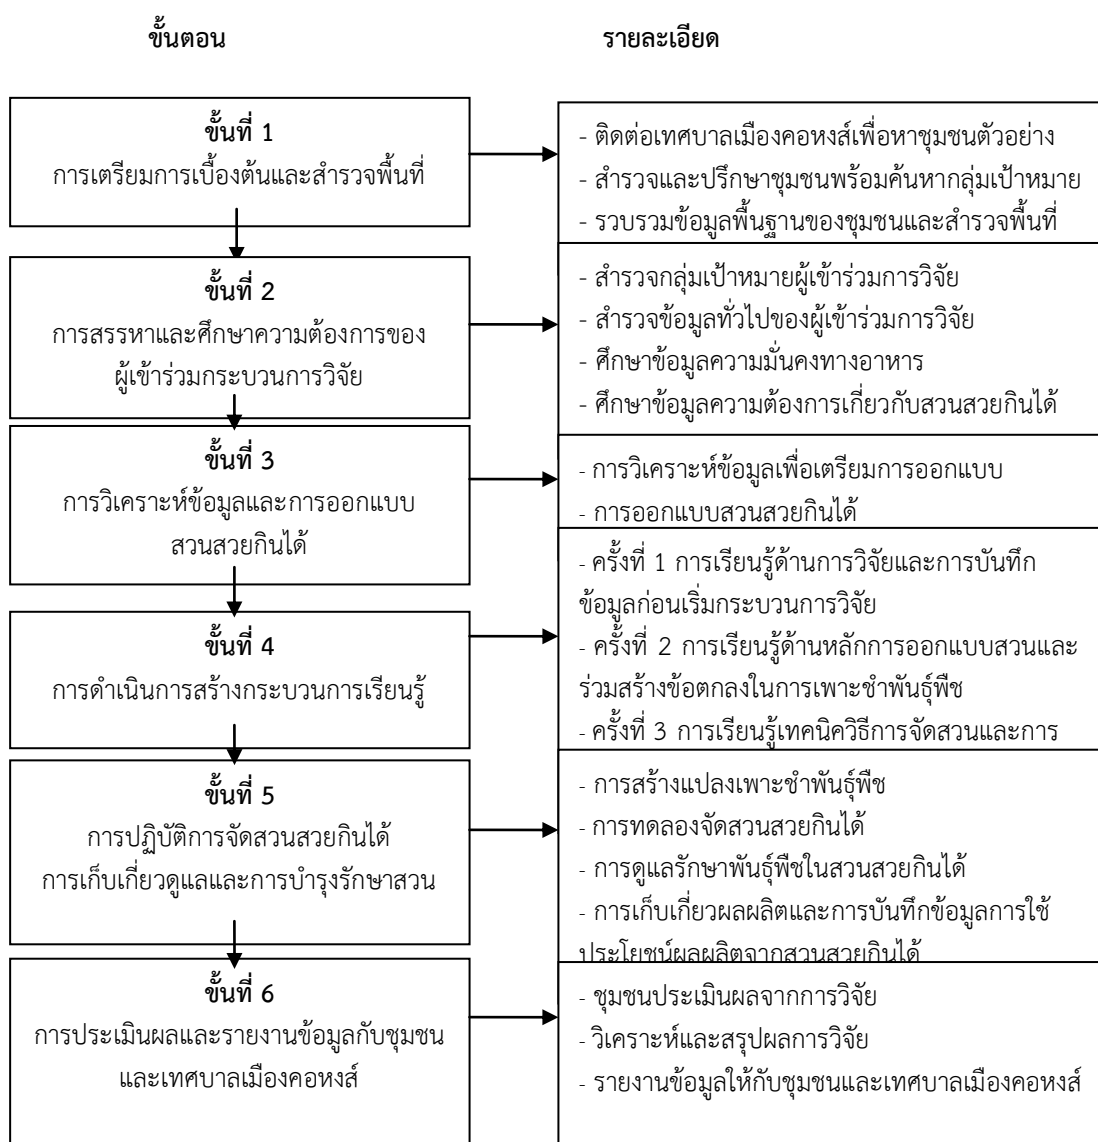 ขั้นตอน
รายละเอียด
ขั้นที่ 1
การเตรียมการเบื้องต้นและสำรวจพื้นที่
- ติดต่อเทศบาลเมืองคอหงส์เพื่อหาชุมชนตัวอย่าง
- สำรวจและปรึกษาชุมชนพร้อมค้นหากลุ่มเป้าหมาย
- รวบรวมข้อมูลพื้นฐานของชุมชนและสำรวจพื้นที่
ขั้นที่ 2
การสรรหาและศึกษาความต้องการของ
ผู้เข้าร่วมกระบวนการวิจัย
- สำรวจกลุ่มเป้าหมายผู้เข้าร่วมการวิจัย
- สำรวจข้อมูลทั่วไปของผู้เข้าร่วมการวิจัย
- ศึกษาข้อมูลความมั่นคงทางอาหาร
- ศึกษาข้อมูลความต้องการเกี่ยวกับสวนสวยกินได้
ขั้นที่ 3
การวิเคราะห์ข้อมูลและการออกแบบ
สวนสวยกินได้
- การวิเคราะห์ข้อมูลเพื่อเตรียมการออกแบบ
- การออกแบบสวนสวยกินได้
ขั้นที่ 4
การดำเนินการสร้างกระบวนการเรียนรู้
- ครั้งที่ 1 การเรียนรู้ด้านการวิจัยและการบันทึก
ข้อมูลก่อนเริ่มกระบวนการวิจัย
- ครั้งที่ 2 การเรียนรู้ด้านหลักการออกแบบสวนและ
ร่วมสร้างข้อตกลงในการเพาะชำพันธุ์พืช
- ครั้งที่ 3 การเรียนรู้เทคนิควิธีการจัดสวนและการ
ขั้นที่ 5
การปฏิบัติการจัดสวนสวยกินได้
การเก็บเกี่ยวดูแลและการบำรุงรักษาสวน
- การสร้างแปลงเพาะชำพันธุ์พืช
- การทดลองจัดสวนสวยกินได้
- การดูแลรักษาพันธุ์พืชในสวนสวยกินได้
- การเก็บเกี่ยวผลผลิตและการบันทึกข้อมูลการใช้
ประโยชน์ผลผลิตจากสวนสวยกินได้
ขั้นที่ 6
การประเมินผลและรายงานข้อมูลกับชุมชน
และเทศบาลเมืองคอหงส์
- ชุมชนประเมินผลจากการวิจัย
- วิเคราะห์และสรุปผลการวิจัย
- รายงานข้อมูลให้กับชุมชนและเทศบาลเมืองคอหงส์